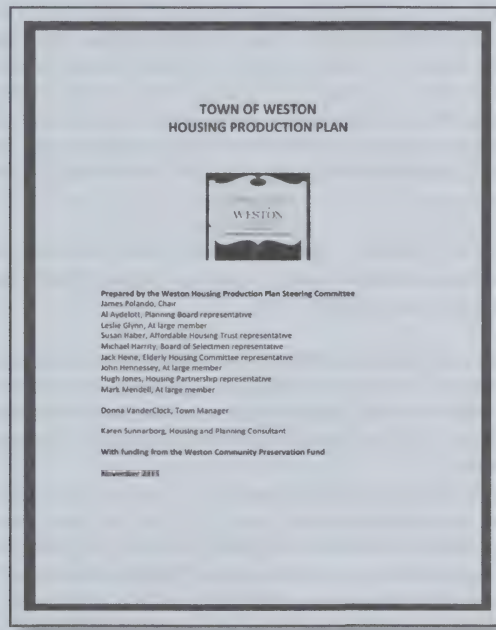 TOWN OF WESTON
HOUSING PRODUCTION PLAN
WESTON
Prepared by the Weston Housing Production Plan Steering Committee
James Polando, Chair
Al Aydelott, Planning Board representative
Leslie Glynn, At large member
Susan Haber, Affordable Housing Trust representative
Michael Harrity, Board of Selectmen representative
Jack Heine, Elderly Housing Committee representative
John Hennessey, At large member
Hugh Jones, Housing Partnership representative
Mark Mendell, At large member
Donna VanderClock, Town Manager
Karen Sunnarborg, Housing and Planning Consultant
With funding from the Weston Community Preservation Fund
November 2015